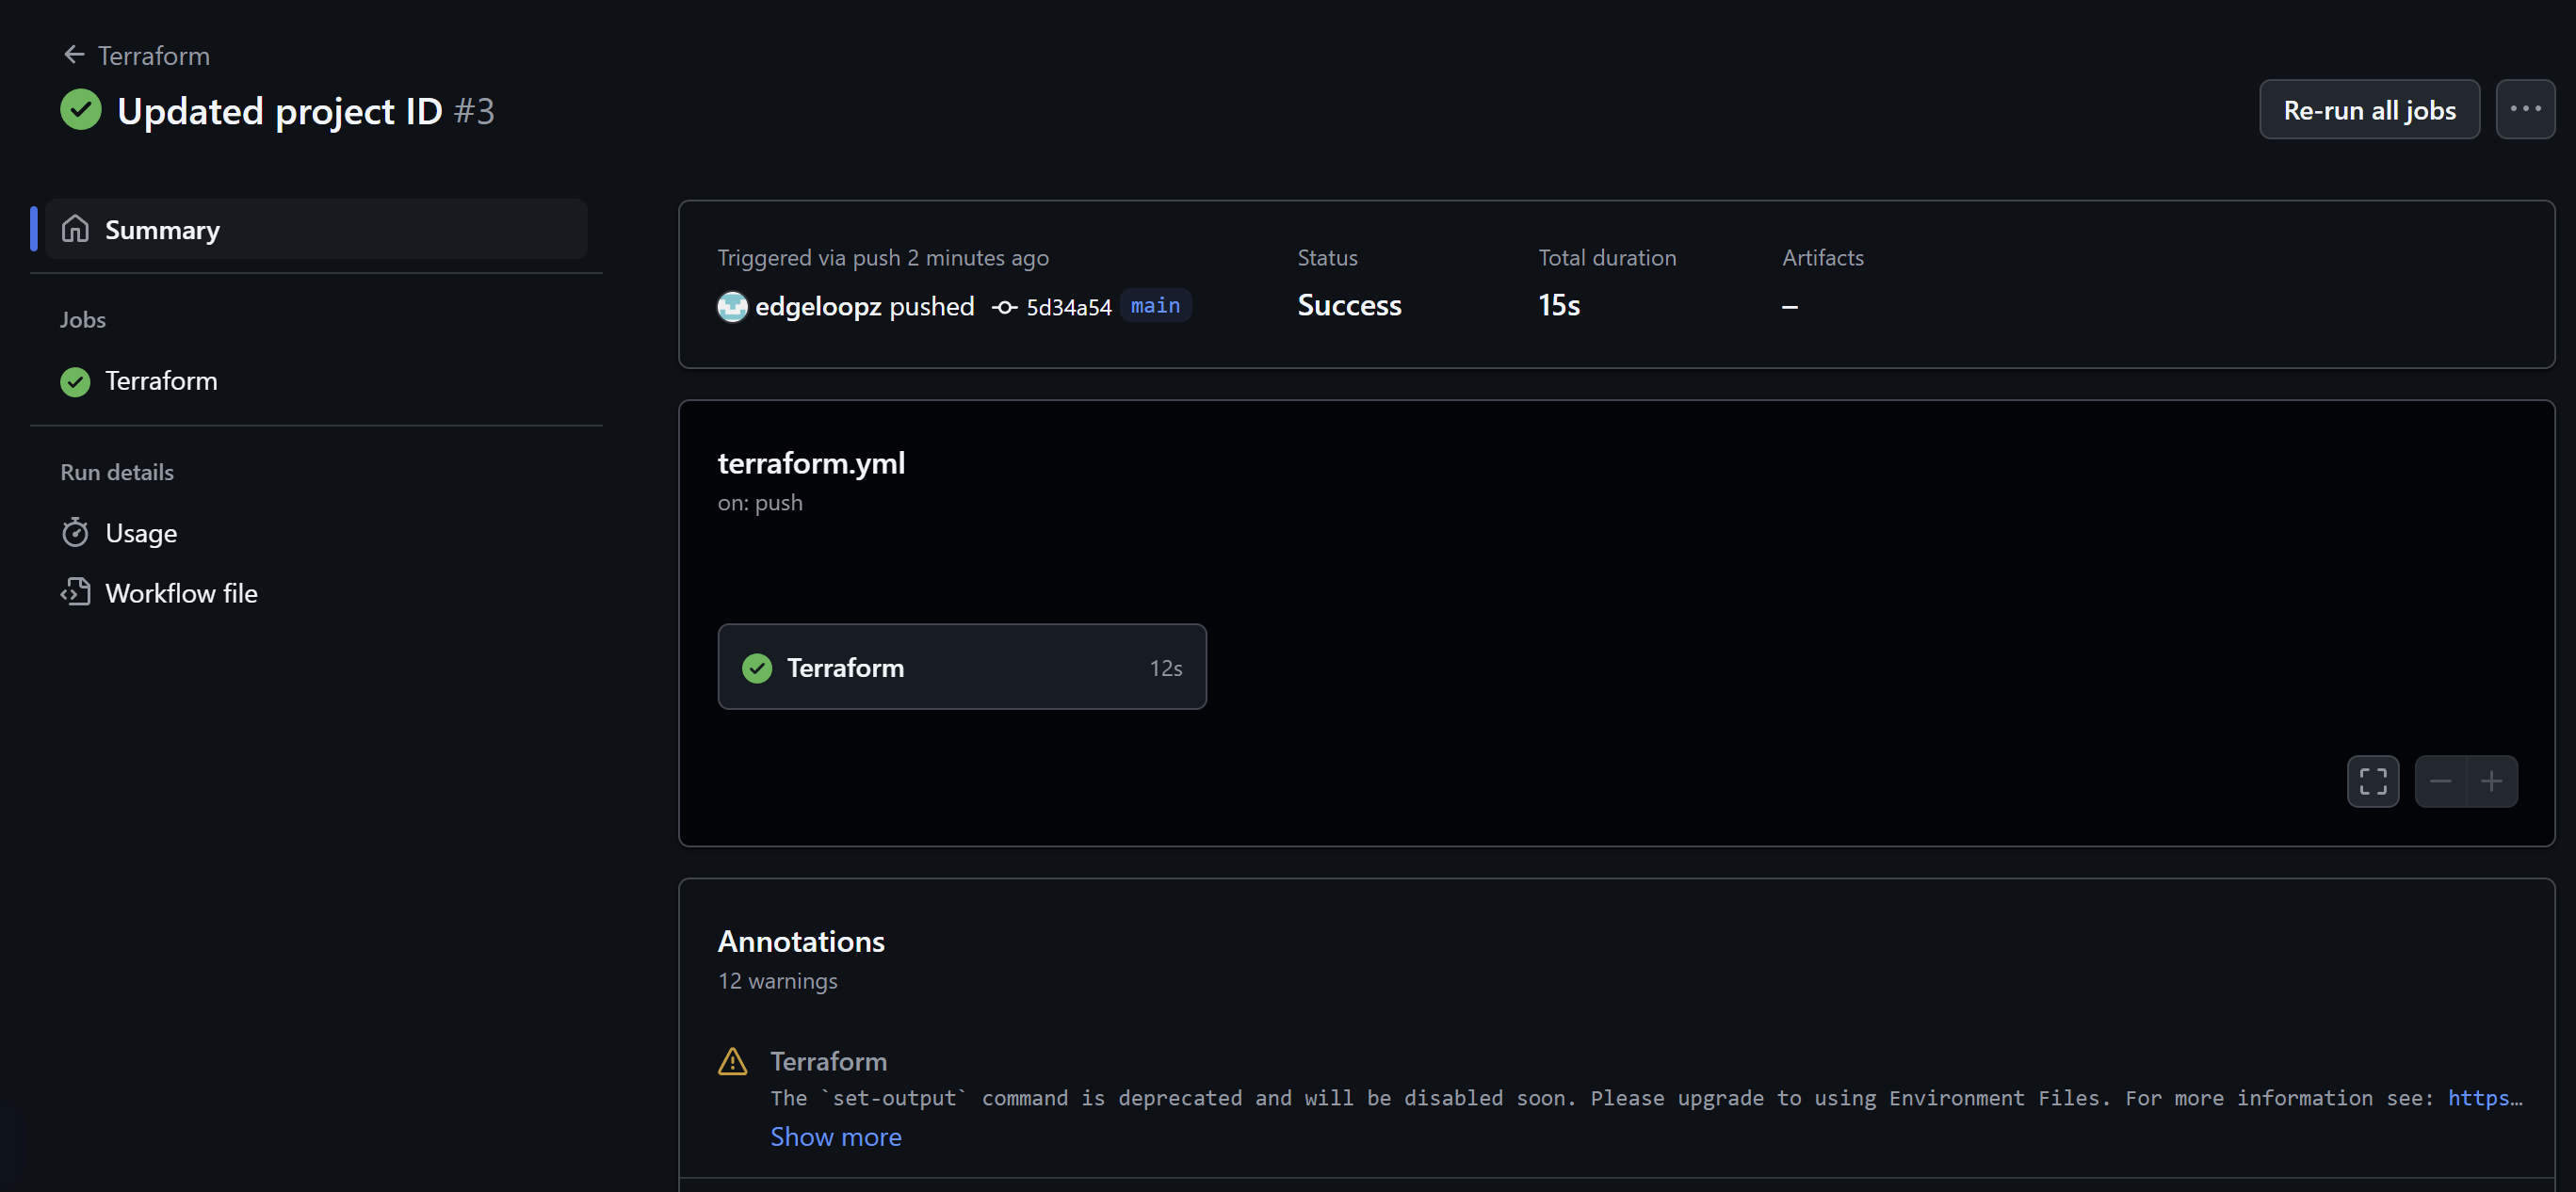 Terraform
Updated project ID #3
Re-run all jobs
Summary
Jobs
Terraform
Run details
Usage
Workflow file
Triggered via push 2 minutes ago
edgeloopz pushed 5d34a54 main
Status
Success
Total duration
15s
Artifacts
–
terraform.yml
on: push
Terraform 12s
Annotations
12 warnings
Terraform
The `set-output` command is deprecated and will be disabled soon. Please upgrade to using Environment Files. For more information see: https…
Show more